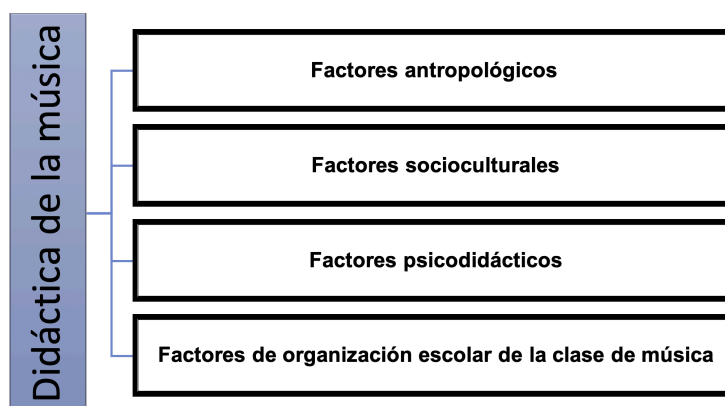 Didáctica de la música
Factores antropológicos
Factores socioculturales
Factores psicodidácticos
Factores de organización escolar de la clase de música